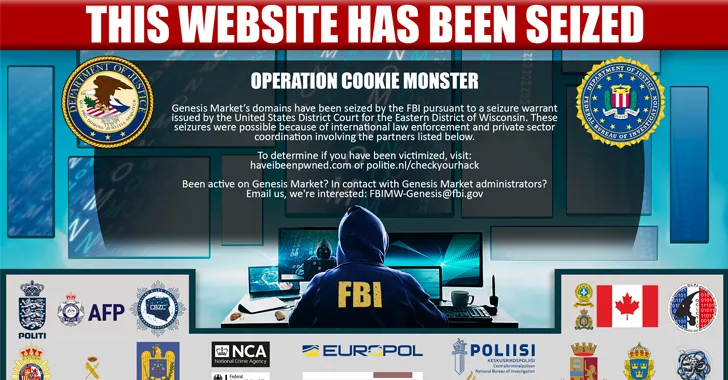 THIS WEBSITE HAS BEEN SEIZED
OPERATION COOKIE MONSTER
Genesis Market's domains have been seized by the FBI pursuant to a seizure warrant
issued by the United States District Court for the Eastern District of Wisconsin. These
seizures were possible because of international law enforcement and private sector
coordination involving the partners listed below.
To determine if you have been victimized, visit:
haveibeenpwned.com or politie.nl/checkyourhack
Been active on Genesis Market? In contact with Genesis Market administrators?
Email us, we're interested: FBIMW-Genesis@fbi.gov
DEPARTMENT OF JUSTICE
DEPARTMENT OF JUSTICE
FEDERAL BUREAU OF INVESTIGATION
FBI
POLITI
AFP
CBZC
NCA
National Crime Agency
EUROPOL
POLIISI
KESKUSRIKOSPOLIISI
Centralkriminalpolisen
National Bureau of Investigation